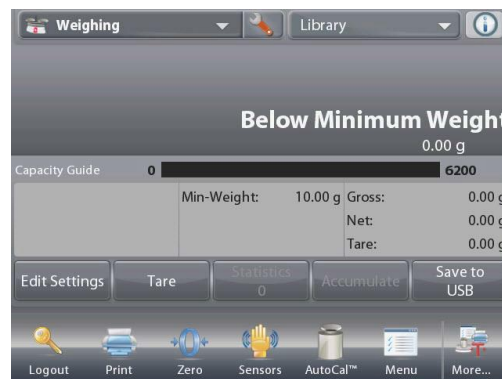 Weighing
Library
Below Minimum Weight
0.00 g
Capacity Guide 0 6200
Min-Weight: 10.00 g Gross: 0.00 g
Net: 0.00 g
Tare: 0.00 g
Edit Settings Tare Statistics 0 Accumulate Save to USB
Logout Print Zero Sensors AutoCal™ Menu More...